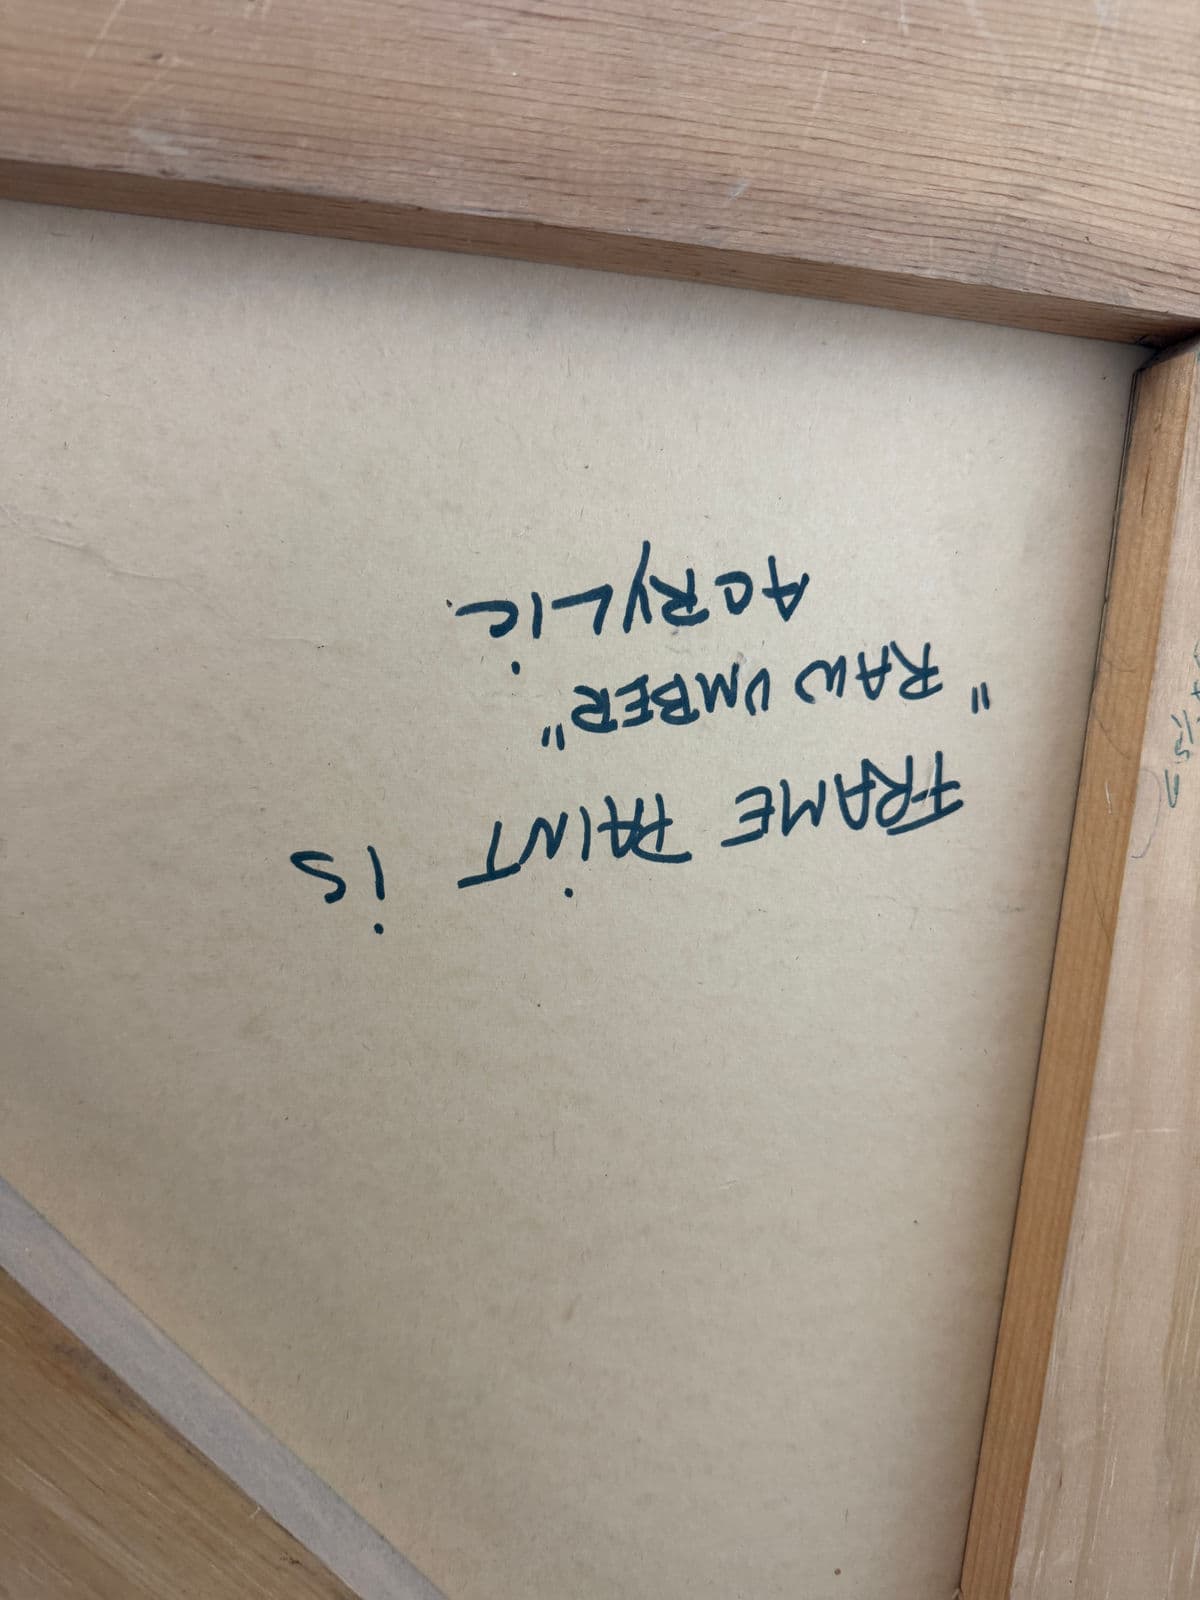 FRAME PAINT iS
"RAW UMBER"
ACRYLiC.